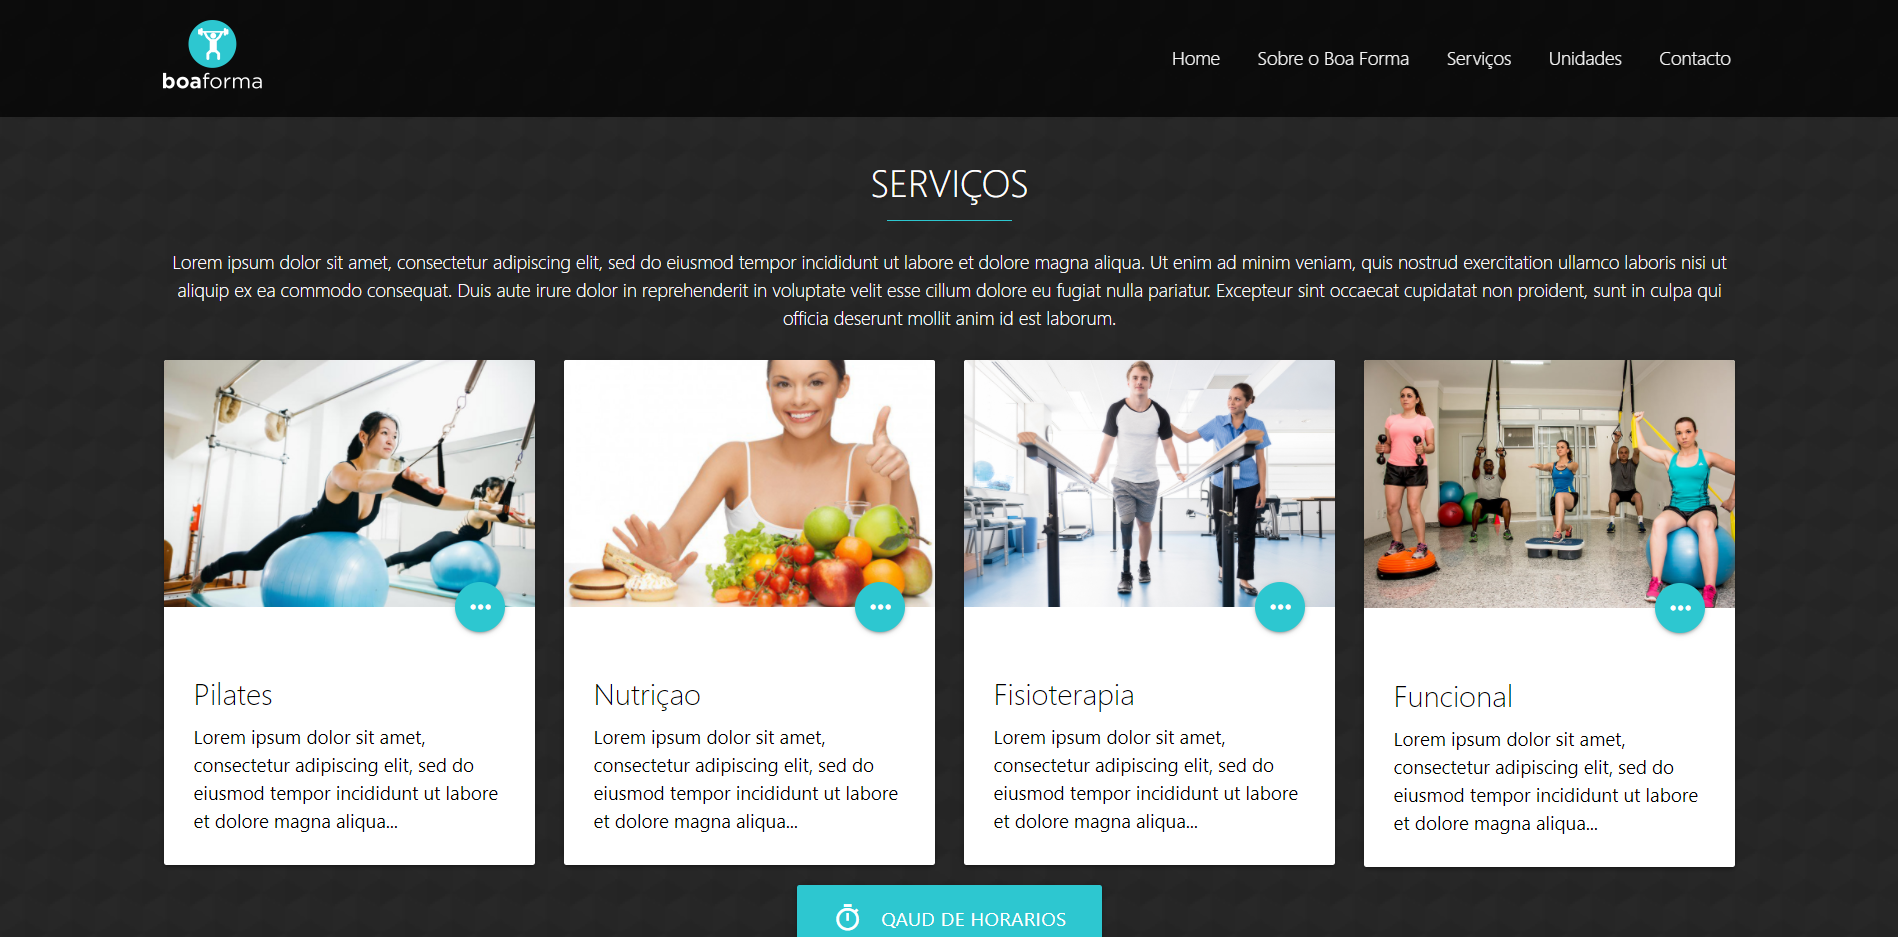 boaforma
Home Sobre o Boa Forma Serviços Unidades Contacto
SERVIÇOS
Lorem ipsum dolor sit amet, consectetur adipiscing elit, sed do eiusmod tempor incididunt ut labore et dolore magna aliqua. Ut enim ad minim veniam, quis nostrud exercitation ullamco laboris nisi ut
aliquip ex ea commodo consequat. Duis aute irure dolor in reprehenderit in voluptate velit esse cillum dolore eu fugiat nulla pariatur. Excepteur sint occaecat cupidatat non proident, sunt in culpa qui
officia deserunt mollit anim id est laborum.
Pilates
Lorem ipsum dolor sit amet,
consectetur adipiscing elit, sed do
eiusmod tempor incididunt ut labore
et dolore magna aliqua...
Nutriçao
Lorem ipsum dolor sit amet,
consectetur adipiscing elit, sed do
eiusmod tempor incididunt ut labore
et dolore magna aliqua...
Fisioterapia
Lorem ipsum dolor sit amet,
consectetur adipiscing elit, sed do
eiusmod tempor incididunt ut labore
et dolore magna aliqua...
Funcional
Lorem ipsum dolor sit amet,
consectetur adipiscing elit, sed do
eiusmod tempor incididunt ut labore
et dolore magna aliqua...
QAUD DE HORARIOS